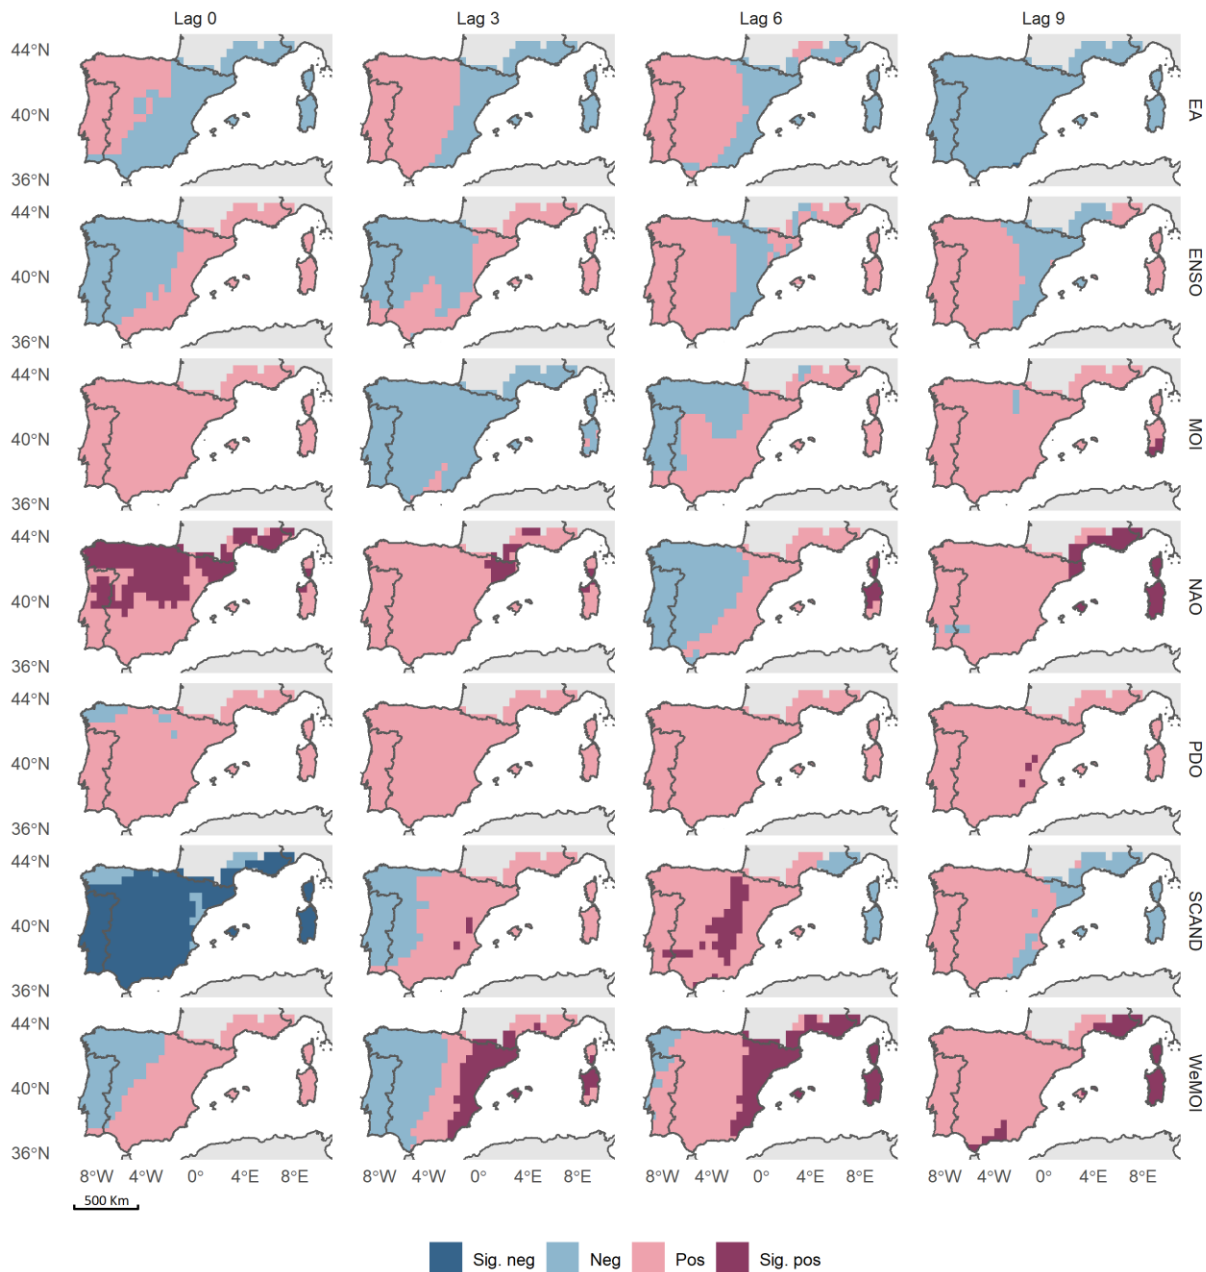 Lag 0 Lag 3 Lag 6 Lag 9
44°N
40°N
36°N
EA
44°N
40°N
36°N
ENSO
44°N
40°N
36°N
MOI
44°N
40°N
36°N
NAO
44°N
40°N
36°N
PDO
44°N
40°N
36°N
SCAND
44°N
40°N
36°N
WeMOI
8°W 4°W 0° 4°E 8°E 8°W 4°W 0° 4°E 8°E 8°W 4°W 0° 4°E 8°E 8°W 4°W 0° 4°E 8°E
500 Km
Sig. neg Neg Pos Sig. pos